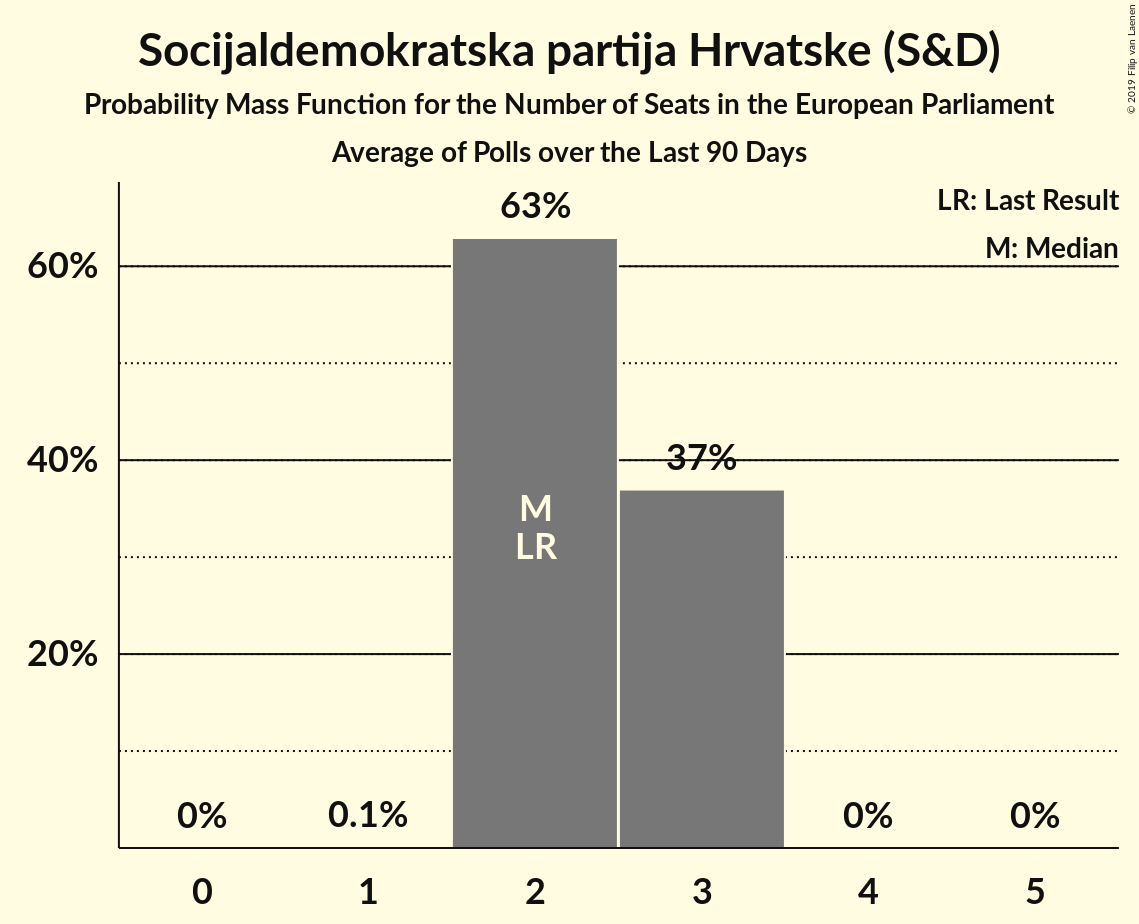 Socijaldemokratska partija Hrvatske (S&D)
Probability Mass Function for the Number of Seats in the European Parliament
Average of Polls over the Last 90 Days
© 2019 Filip van Laenen
LR: Last Result
M: Median
63%
60%
40%
37%
M
LR
20%
0%
0.1%
0%
0%
0
1
2
3
4
5